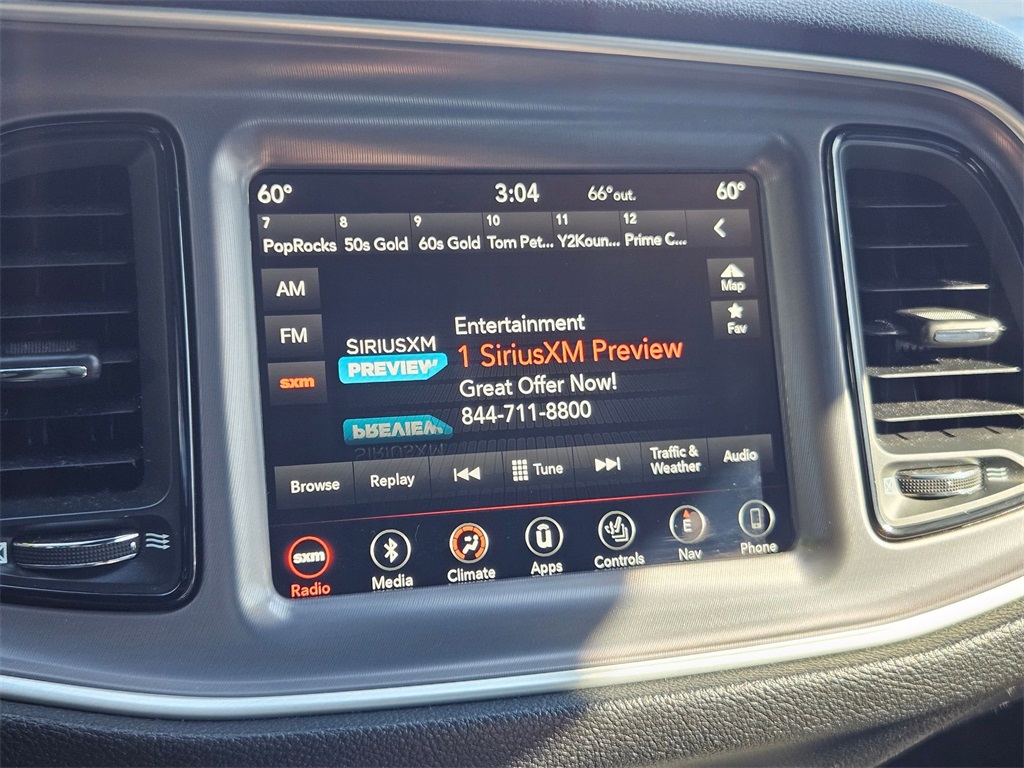 60° 3:04 66° out. 60°
7 8 9 10 11 12
PopRocks 50s Gold 60s Gold Tom Pet... Y2Koun... Prime C...
AM
Map
FM
Fav
sxm
SIRIUSXM
PREVIEW
Entertainment
1 SiriusXM Preview
Great Offer Now!
844-711-8800
PREVIEW
SIRIUSXM
Browse Replay Tune Traffic & Weather Audio
sxm E
Radio Media Climate Apps Controls Nav Phone